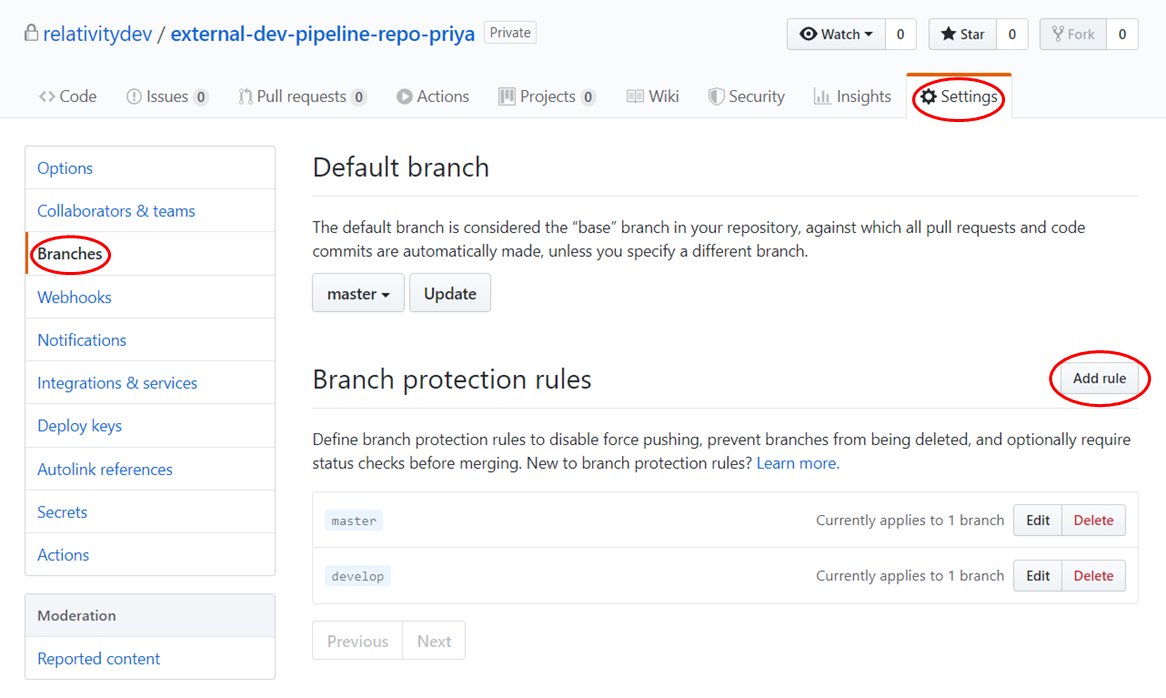 relativitydev / external-dev-pipeline-repo-priya Private Watch 0 Star 0 Fork 0
Code Issues 0 Pull requests 0 Actions Projects 0 Wiki Security Insights Settings
Options
Collaborators & teams
Branches
Webhooks
Notifications
Integrations & services
Deploy keys
Autolink references
Secrets
Actions
Moderation
Reported content
Default branch
The default branch is considered the “base” branch in your repository, against which all pull requests and code
commits are automatically made, unless you specify a different branch.
master Update
Branch protection rules Add rule
Define branch protection rules to disable force pushing, prevent branches from being deleted, and optionally require
status checks before merging. New to branch protection rules? Learn more.
master Currently applies to 1 branch Edit Delete
develop Currently applies to 1 branch Edit Delete
Previous Next